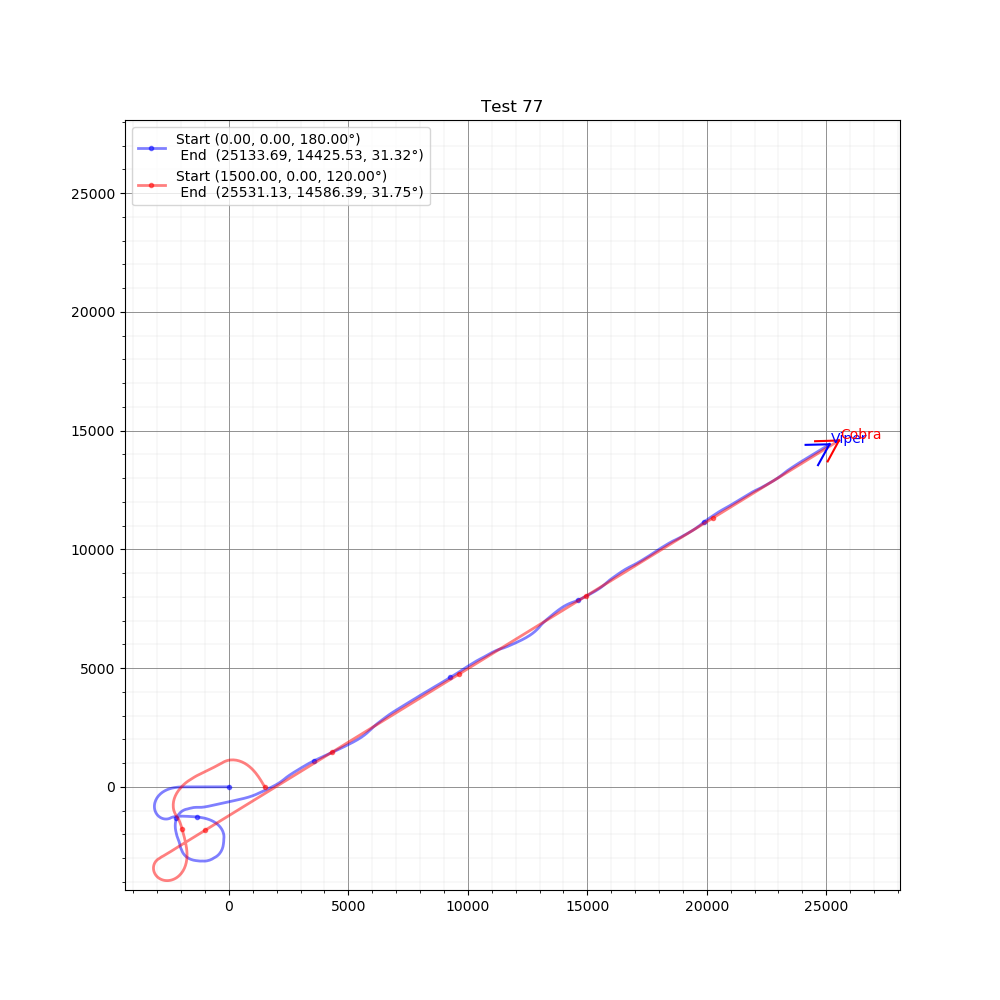 Test 77
Start (0.00, 0.00, 180.00°)
End (25133.69, 14425.53, 31.32°)
Start (1500.00, 0.00, 120.00°)
End (25531.13, 14586.39, 31.75°)
25000
20000
15000
10000
5000
0
Viper
Cobra
0
5000
10000
15000
20000
25000